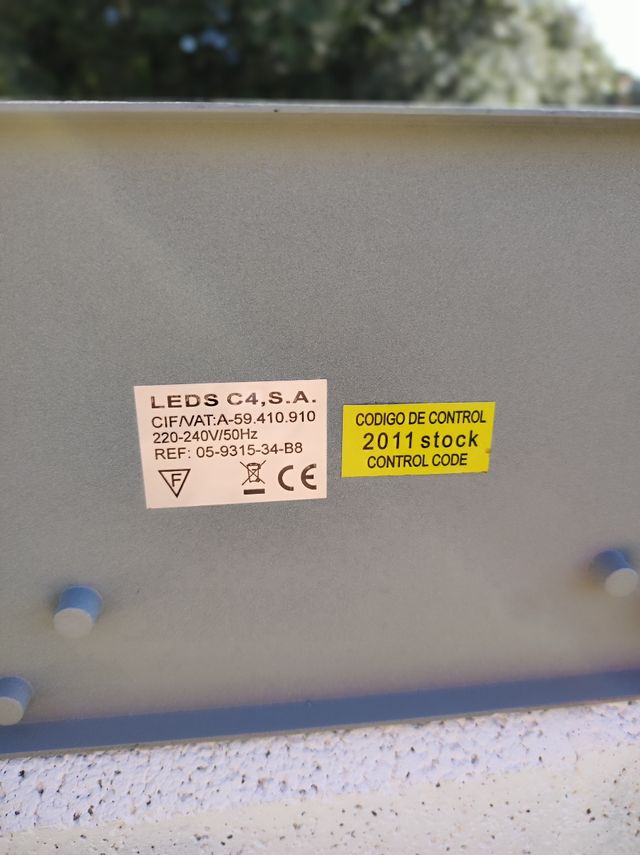 LEDS C4,S.A.
CIF/VAT:A-59.410.910
220-240V/50Hz
REF: 05-9315-34-B8
F
CE
CODIGO DE CONTROL
2011 stock
CONTROL CODE